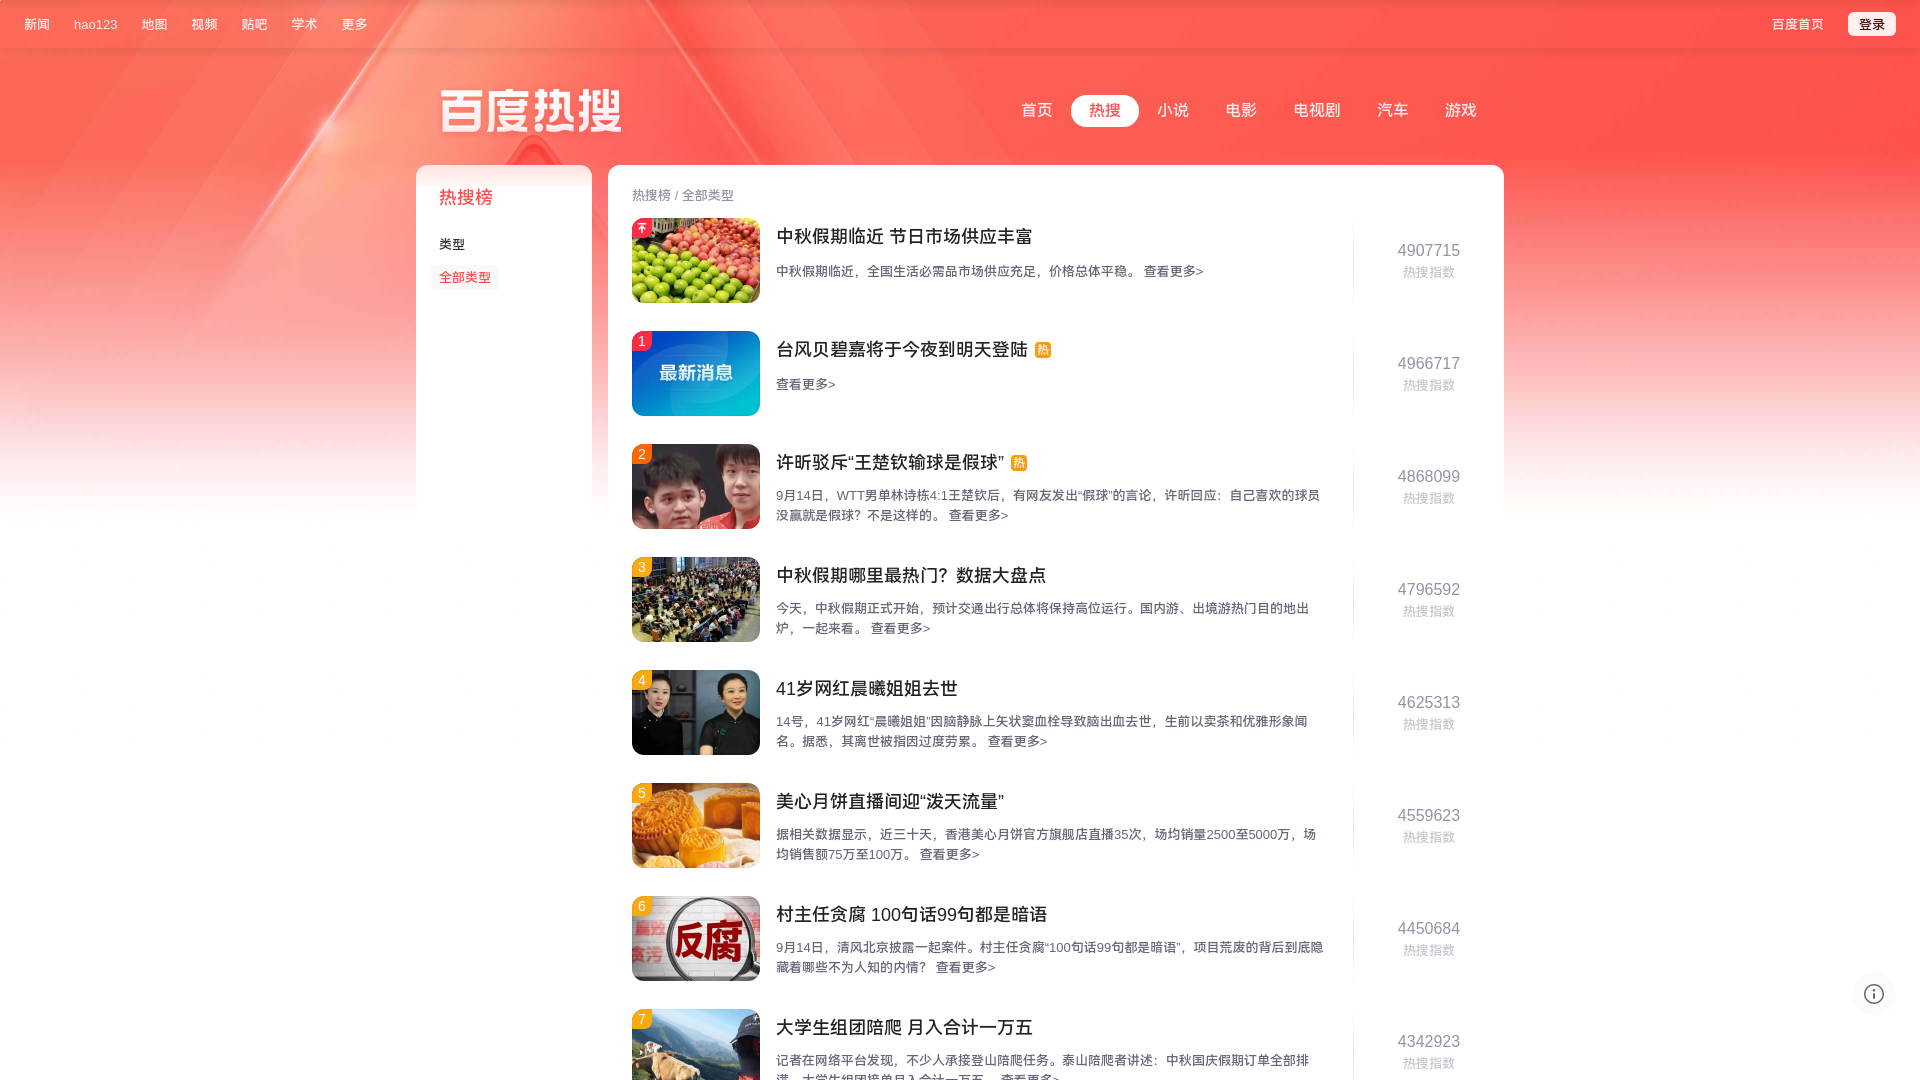 新闻 hao123 地图 视频 贴吧 学术 更多 百度首页 登录
百度热搜
首页 热搜 小说 电影 电视剧 汽车 游戏
热搜榜
类型
全部类型
热搜榜 / 全部类型
中秋假期临近 节日市场供应丰富
中秋假期临近，全国生活必需品市场供应充足，价格总体平稳。 查看更多>
4907715
热搜指数
1
最新消息
台风贝碧嘉将于今夜到明天登陆 热
查看更多>
4966717
热搜指数
2
许昕驳斥“王楚钦输球是假球” 热
9月14日，WTT男单林诗栋4:1王楚钦后，有网友发出“假球”的言论，许昕回应：自己喜欢的球员
没赢就是假球？不是这样的。 查看更多>
4868099
热搜指数
3
中秋假期哪里最热门？数据大盘点
今天，中秋假期正式开始，预计交通出行总体将保持高位运行。国内游、出境游热门目的地出
炉，一起来看。 查看更多>
4796592
热搜指数
4
41岁网红晨曦姐姐去世
14号，41岁网红“晨曦姐姐”因脑静脉上矢状窦血栓导致脑出血去世，生前以卖茶和优雅形象闻
名。据悉，其离世被指因过度劳累。 查看更多>
4625313
热搜指数
5
美心月饼直播间迎“泼天流量”
据相关数据显示，近三十天，香港美心月饼官方旗舰店直播35次，场均销量2500至5000万，场
均销售额75万至100万。 查看更多>
4559623
热搜指数
6
反腐
村主任贪腐 100句话99句都是暗语
9月14日，清风北京披露一起案件。村主任贪腐“100句话99句都是暗语”，项目荒废的背后到底隐
藏着哪些不为人知的内情？ 查看更多>
4450684
热搜指数
7
大学生组团陪爬 月入合计一万五
记者在网络平台发现，不少人承接登山陪爬任务。泰山陪爬者讲述：中秋国庆假期订单全部排
满，大学生组团接单月入合计一万五。 查看更多>
4342923
热搜指数